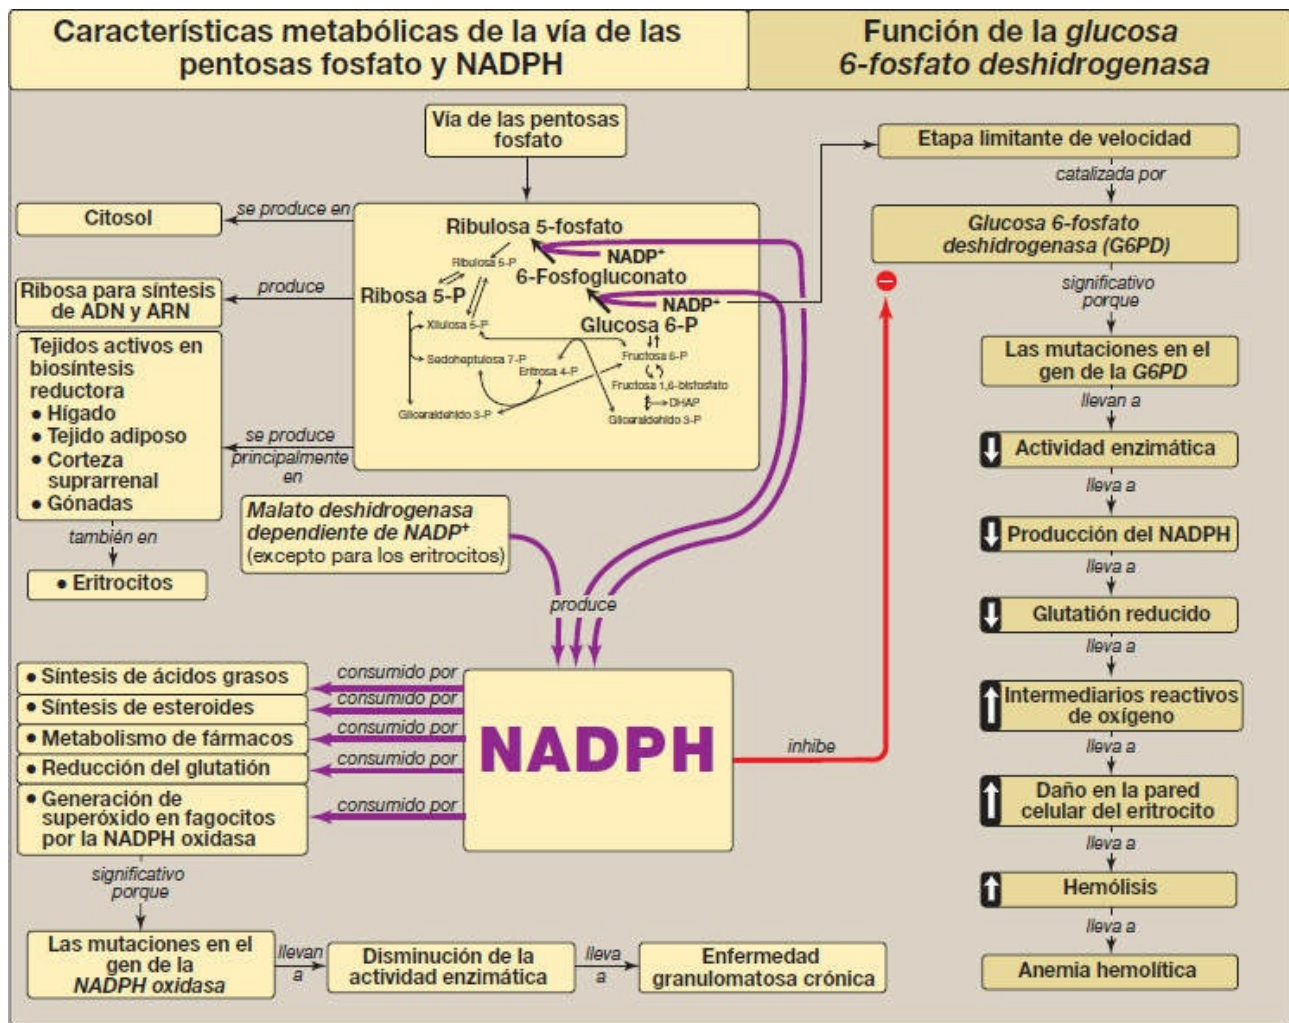 Características metabólicas de la vía de las
pentosas fosfato y NADPH
Función de la glucosa
6-fosfato deshidrogenasa
Vía de las pentosas
fosfato
Citosol
se produce en
Ribosa para síntesis
de ADN y ARN
produce
Tejidos activos en
biosíntesis
reductora
● Hígado
● Tejido adiposo
● Corteza
suprarrenal
● Gónadas
se produce
principalmente
en
también en
● Eritrocitos
Ribulosa 5-fosfato
NADP+
Ribulosa 5-P
6-Fosfogluconato
Ribosa 5-P
NADP+
Xilulosa 5-P
Glucosa 6-P
Sedoheptulosa 7-P
Eritrosa 4-P
Fructosa 6-P
Fructosa 1,6-bisfosfato
DHAP
Gliceraldehído 3-P
Gliceraldehído 3-P
Malato deshidrogenasa
dependiente de NADP+
(excepto para los eritrocitos)
produce
● Síntesis de ácidos grasos
consumido por
● Síntesis de esteroides
consumido por
● Metabolismo de fármacos
consumido por
● Reducción del glutatión
consumido por
● Generación de
superóxido en fagocitos
por la NADPH oxidasa
consumido por
NADPH
inhibe
significativo
porque
Las mutaciones en el
gen de la
NADPH oxidasa
llevan
a
Disminución de la
actividad enzimática
lleva
a
Enfermedad
granulomatosa crónica
Etapa limitante de velocidad
catalizada por
Glucosa 6-fosfato
deshidrogenasa (G6PD)
significativo
porque
Las mutaciones en el
gen de la G6PD
llevan a
Actividad enzimática
lleva a
Producción del NADPH
lleva a
Glutatión reducido
lleva a
Intermediarios reactivos
de oxígeno
lleva a
Daño en la pared
celular del eritrocito
lleva a
Hemólisis
lleva a
Anemia hemolítica